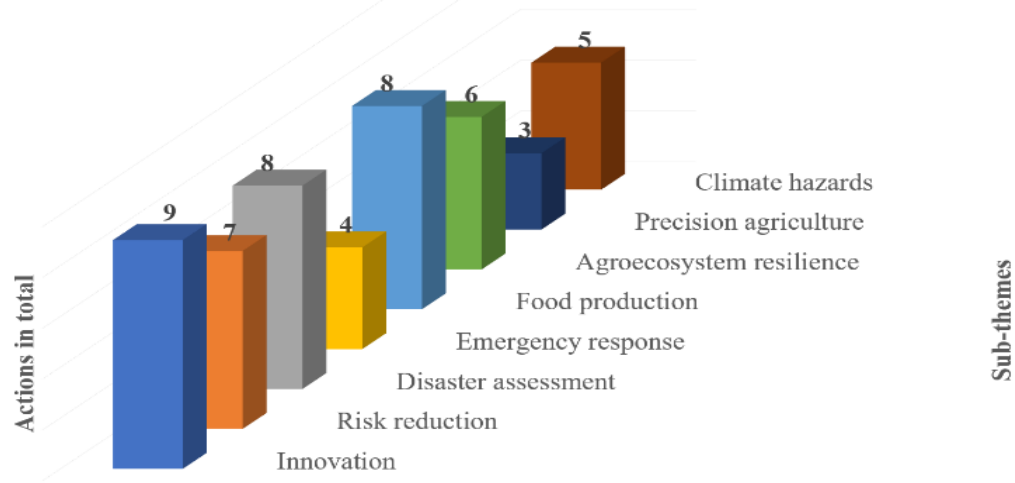 5
8
6
3
8
Climate hazards
9
7
4
Precision agriculture
Agroecosystem resilience
Food production
Emergency response
Disaster assessment
Risk reduction
Innovation
Actions in total
Sub-themes